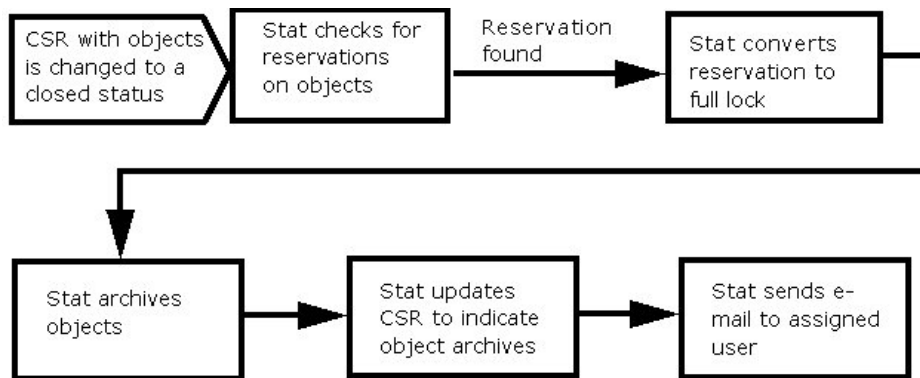 CSR with objects
is changed to a
closed status
Stat checks for
reservations
on objects
Reservation
found
Stat converts
reservation to
full lock
Stat archives
objects
Stat updates
CSR to indicate
object archives
Stat sends e-
mail to assigned
user